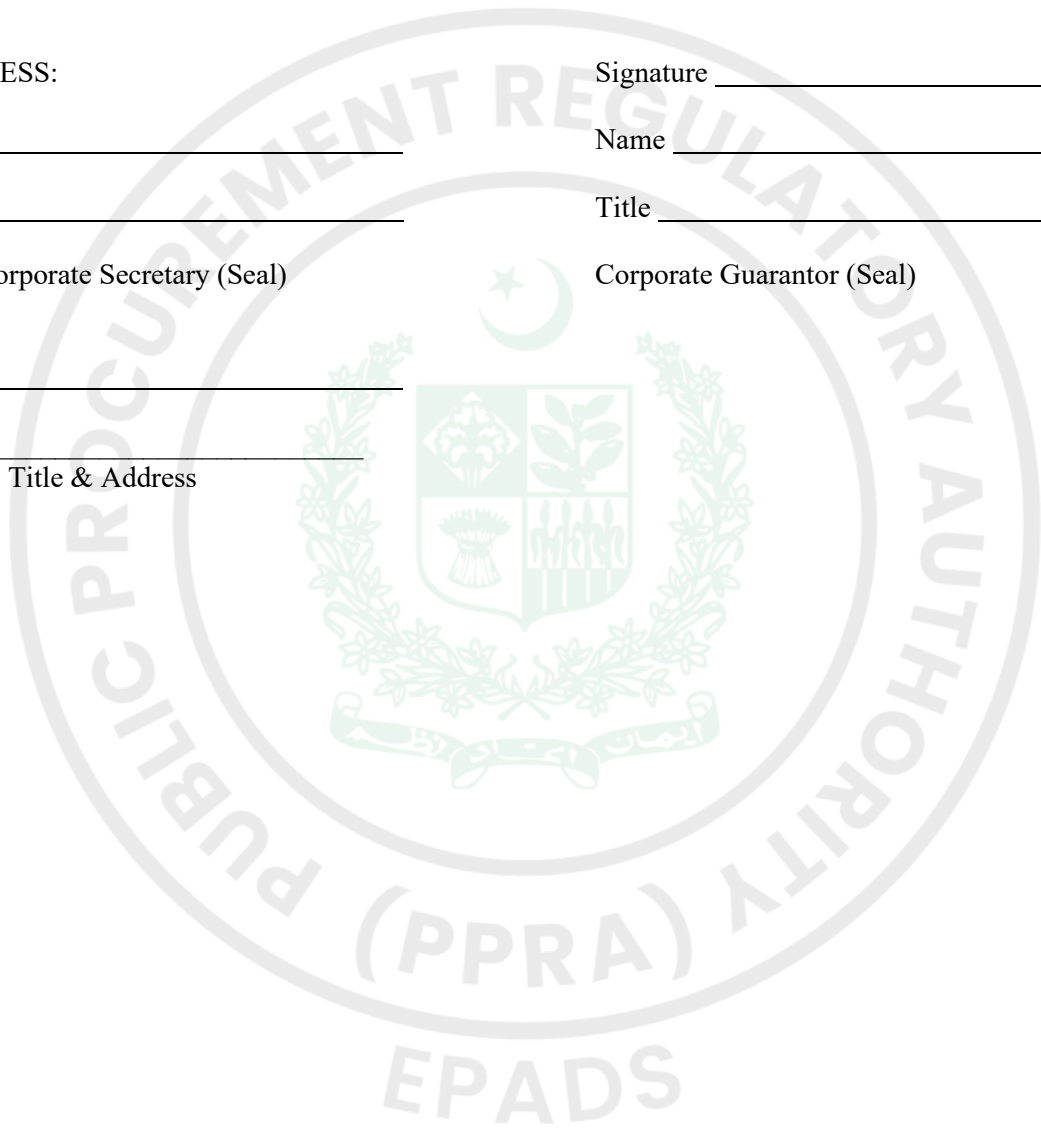 ESS:
Signature
Name
Title
orporate Secretary (Seal)
Corporate Guarantor (Seal)
Title & Address
PUBLIC PROCUREMENT REGULATORY AUTHORITY
(PPRA)
EPADS